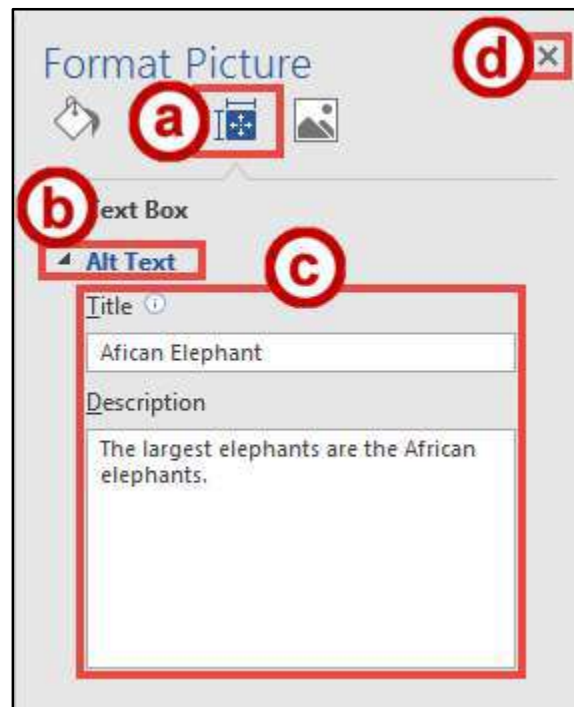 Format Picture
d
a
b
Text Box
Alt Text
c
Title
Afican Elephant
Description
The largest elephants are the African
elephants.